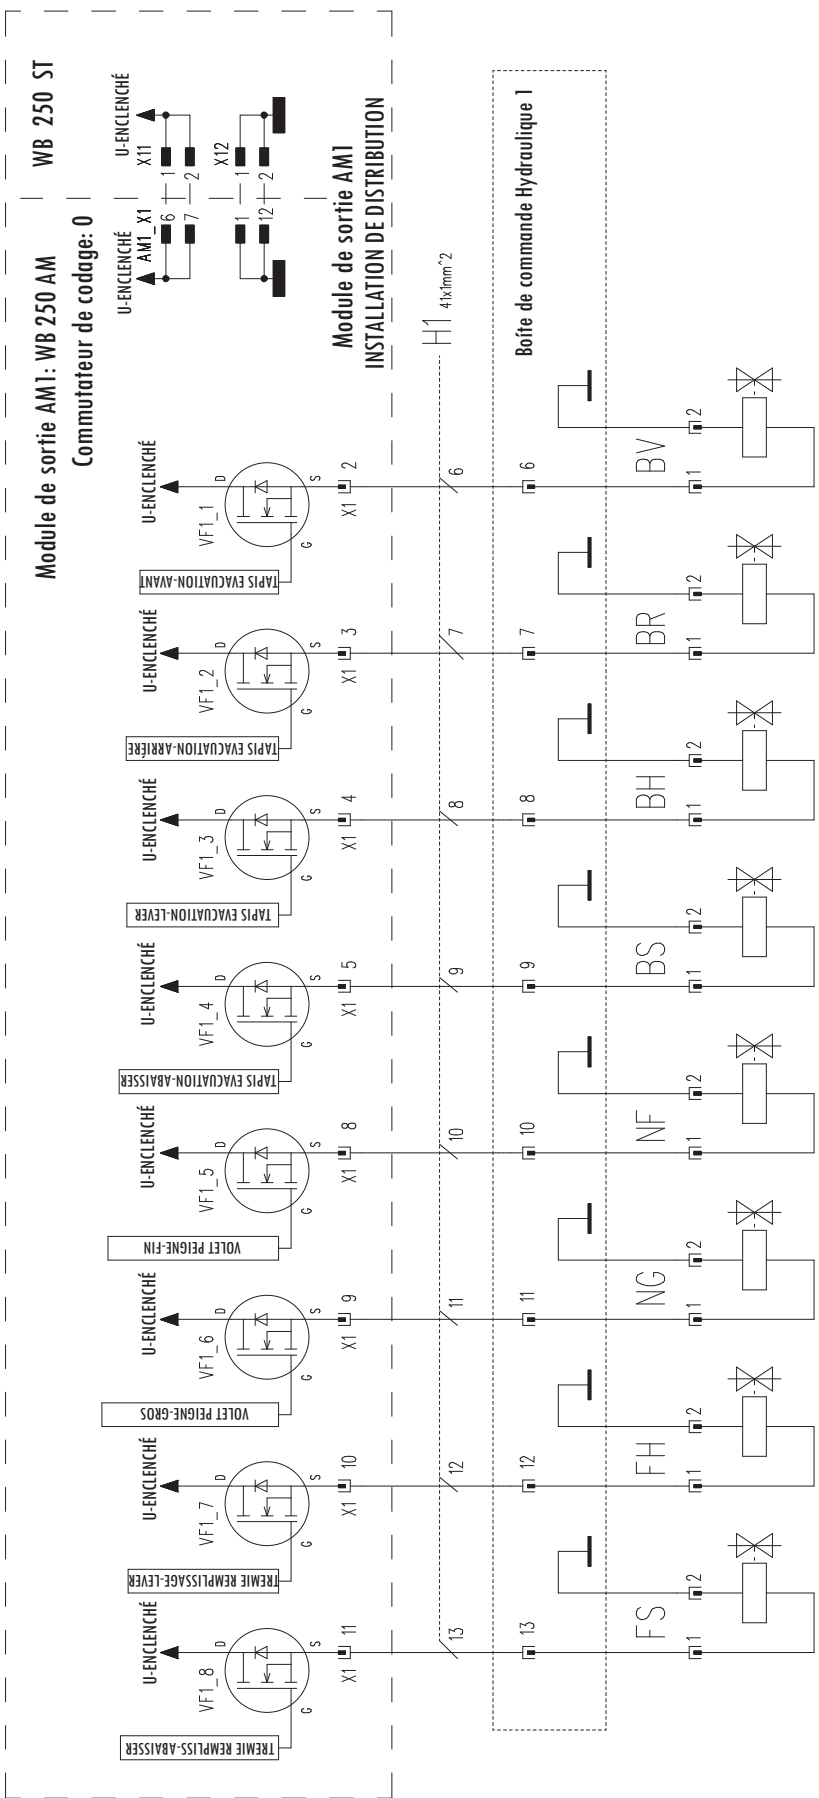 WB 250 ST
Module de sortie AM1: WB 250 AM
Commutateur de codage: 0
U-ENCLENCHÉ
X11
1
2
X12
1
2
U-ENCLENCHÉ
AM1_X1
6
7
1
12
Module de sortie AM1
INSTALLATION DE DISTRIBUTION
H1 41x1mm^2
Boîte de commande Hydraulique 1
U-ENCLENCHÉ
VF1_1
D
S
G
TAPIS EVACUATION-AVANT
X1 2
6
6
BV
1
2
U-ENCLENCHÉ
VF1_2
D
S
G
TAPIS EVACUATION-ARRIÉRE
X1 3
7
7
BR
1
2
U-ENCLENCHÉ
VF1_3
D
S
G
TAPIS EVACUATION-LEVER
X1 4
8
8
BH
1
2
U-ENCLENCHÉ
VF1_4
D
S
G
TAPIS EVACUATION-ABAISSER
X1 5
9
9
BS
1
2
U-ENCLENCHÉ
VF1_5
D
S
G
VOLET PEIGNE-FIN
X1 8
10
10
NF
1
2
U-ENCLENCHÉ
VF1_6
D
S
G
VOLET PEIGNE-GROS
X1 9
11
11
NG
1
2
U-ENCLENCHÉ
VF1_7
D
S
G
TREMIE REMPLISSAGE-LEVER
X1 10
12
12
FH
1
2
U-ENCLENCHÉ
VF1_8
D
S
G
TREMIE REMPLISS-ABAISSER
X1 11
13
13
FS
1
2